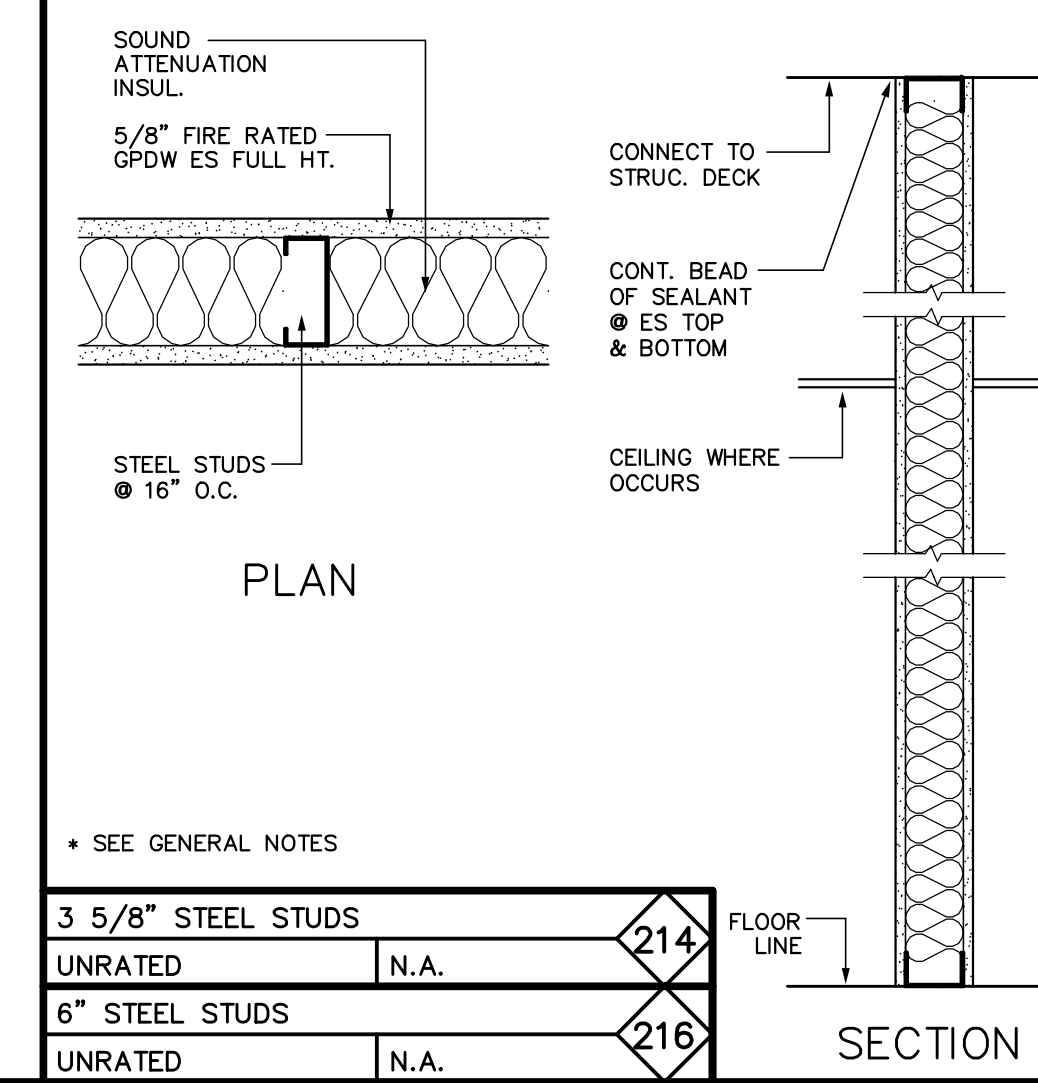 SOUND
ATTENUATION
INSUL.
5/8" FIRE RATED
GPDW ES FULL HT.
STEEL STUDS
@ 16" O.C.
PLAN
CONNECT TO
STRUC. DECK
CONT. BEAD
OF SEALANT
@ ES TOP
& BOTTOM
CEILING WHERE
OCCURS
* SEE GENERAL NOTES
3 5/8" STEEL STUDS
214
UNRATED
N.A.
6" STEEL STUDS
216
UNRATED
N.A.
FLOOR
LINE
SECTION